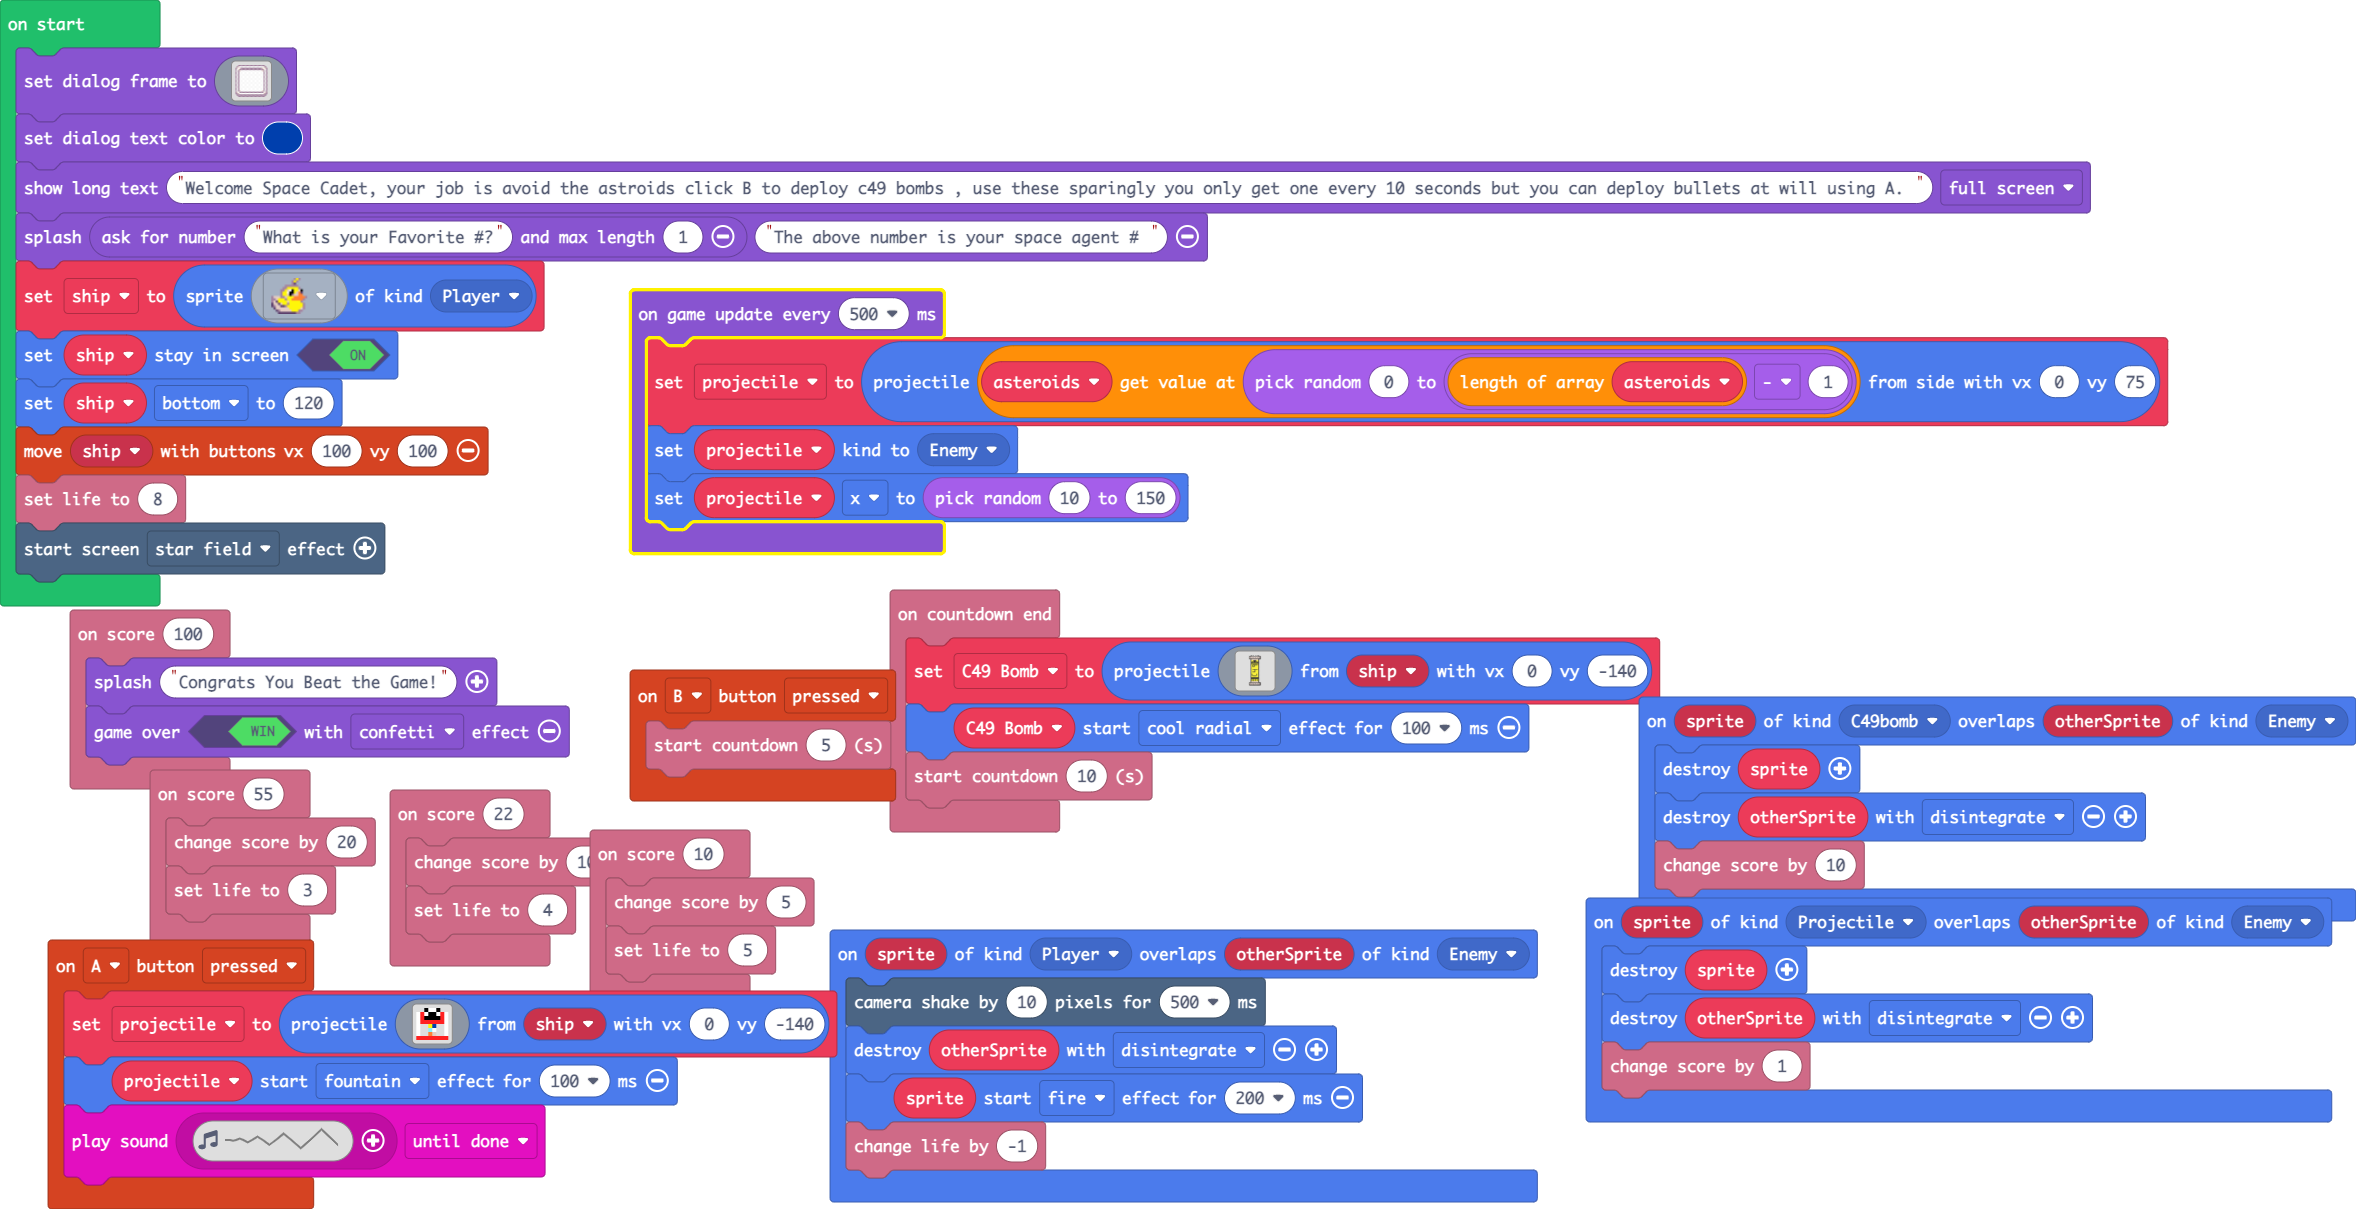 on start
set dialog frame to
set dialog text color to
show long text "Welcome Space Cadet, your job is avoid the astroids click B to deploy c49 bombs , use these sparingly you only get one every 10 seconds but you can deploy bullets at will using A. " full screen
splash ask for number "What is your Favorite #?" and max length 1 "The above number is your space agent # "
set ship to sprite of kind Player
set ship stay in screen ON
set ship bottom to 120
move ship with buttons vx 100 vy 100
set life to 8
start screen star field effect
on game update every 500 ms
set projectile to projectile asteroids get value at pick random 0 to length of array asteroids - 1 from side with vx 0 vy 75
set projectile kind to Enemy
set projectile x to pick random 10 to 150
on score 100
splash "Congrats You Beat the Game!"
game over WIN with confetti effect
on score 55
change score by 20
set life to 3
on score 22
change score by
set life to 4
on score 10
change score by 5
set life to 5
on B button pressed
start countdown 5 (s)
on countdown end
set C49 Bomb to projectile from ship with vx 0 vy -140
C49 Bomb start cool radial effect for 100 ms
start countdown 10 (s)
on sprite of kind C49bomb overlaps otherSprite of kind Enemy
destroy sprite
destroy otherSprite with disintegrate
change score by 10
on sprite of kind Projectile overlaps otherSprite of kind Enemy
destroy sprite
destroy otherSprite with disintegrate
change score by 1
on A button pressed
set projectile to projectile from ship with vx 0 vy -140
projectile start fountain effect for 100 ms
play sound until done
on sprite of kind Player overlaps otherSprite of kind Enemy
camera shake by 10 pixels for 500 ms
destroy otherSprite with disintegrate
sprite start fire effect for 200 ms
change life by -1